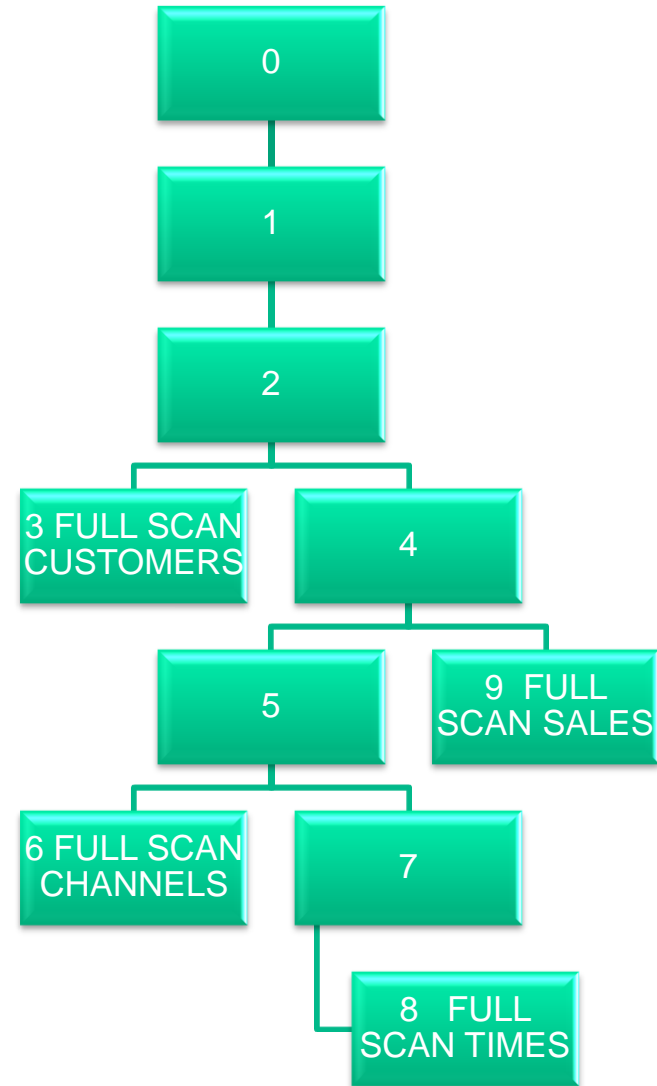 0
1
2
3 FULL SCAN
CUSTOMERS
4
5
9 FULL
SCAN SALES
6 FULL SCAN
CHANNELS
7
8 FULL
SCAN TIMES